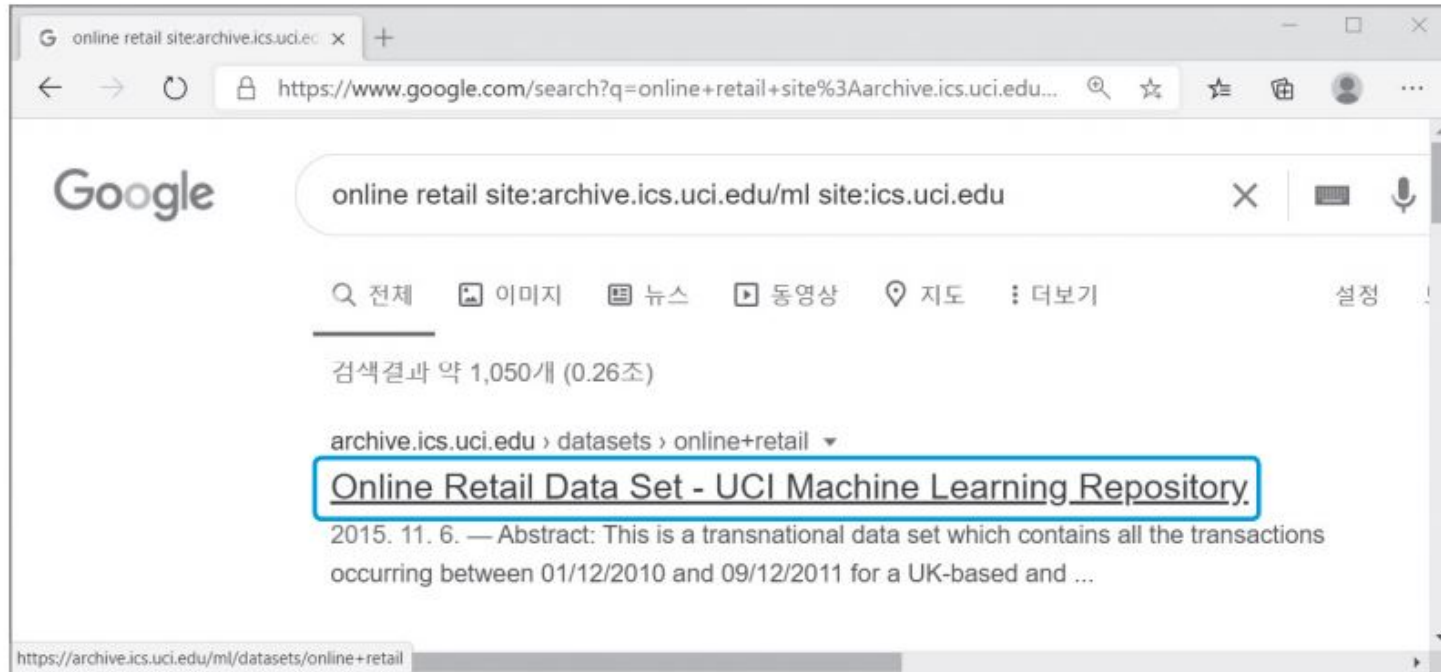 G online retail site:archive.ics.uci.ed
https://www.google.com/search?q=online+retail+site%3Aarchive.ics.uci.edu...
Google
online retail site:archive.ics.uci.edu/ml site:ics.uci.edu
전체 이미지 뉴스 동영상 지도 더보기 설정
검색결과 약 1,050개 (0.26초)
archive.ics.uci.edu › datasets › online+retail
Online Retail Data Set - UCI Machine Learning Repository
2015. 11. 6. — Abstract: This is a transnational data set which contains all the transactions
occurring between 01/12/2010 and 09/12/2011 for a UK-based and ...
https://archive.ics.uci.edu/ml/datasets/online+retail